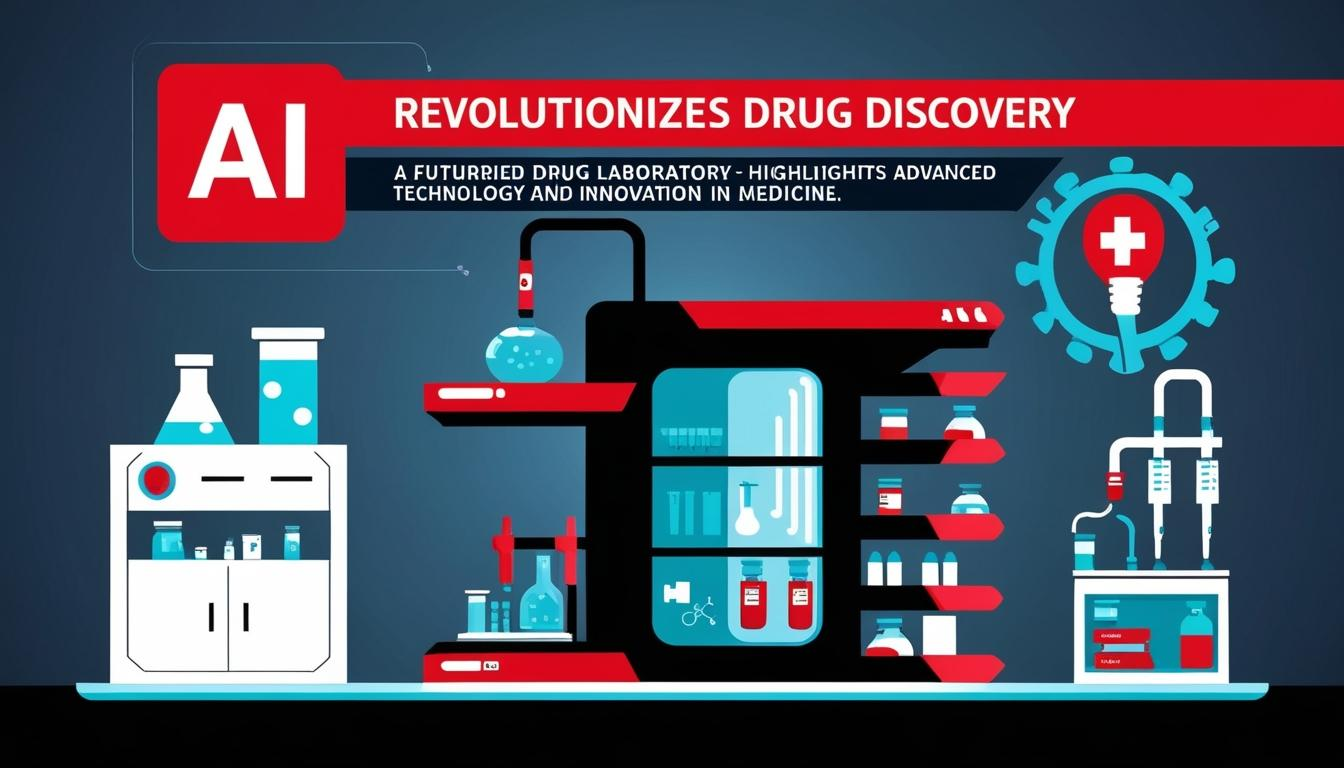 AI
REVOLUTIONIZES DRUG DISCOVERY
A FUTURRIED DRUG LABORATORY - HIGHLIGHTS ADVANCED
TECHNOLOGY AND INNOVATION IN MEDICINE.